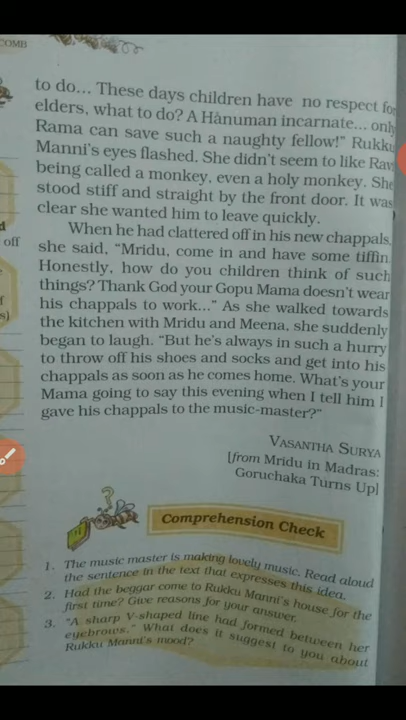 COMB
to do... These days children have no respect for
elders, what to do? A Hanuman incarnate... only
Rama can save such a naughty fellow!" Rukku
Manni's eyes flashed. She didn't seem to like Ravi
being called a monkey, even a holy monkey. She
stood stiff and straight by the front door. It was
clear she wanted him to leave quickly.
When he had clattered off in his new chappals,
she said, "Mridu, come in and have some tiffin.
Honestly, how do you children think of such
things? Thank God your Gopu Mama doesn't wear
his chappals to work..." As she walked towards
the kitchen with Mridu and Meena, she suddenly
began to laugh. "But he's always in such a hurry
to throw off his shoes and socks and get into his
chappals as soon as he comes home. What's your
Mama going to say this evening when I tell him I
gave his chappals to the music-master?"
VASANTHA SURYA
[from Mridu in Madras:
Goruchaka Turns Up]
off
s)
?
Comprehension Check
1. The music master is making lovely music. Read aloud
the sentence in the text that expresses this idea.
2. Had the beggar come to Rukku Manni's house for the
first time? Give reasons for your answer.
3. "A sharp V-shaped line had formed between her
eyebrows." What does it suggest to you about
Rukku Manni's mood?